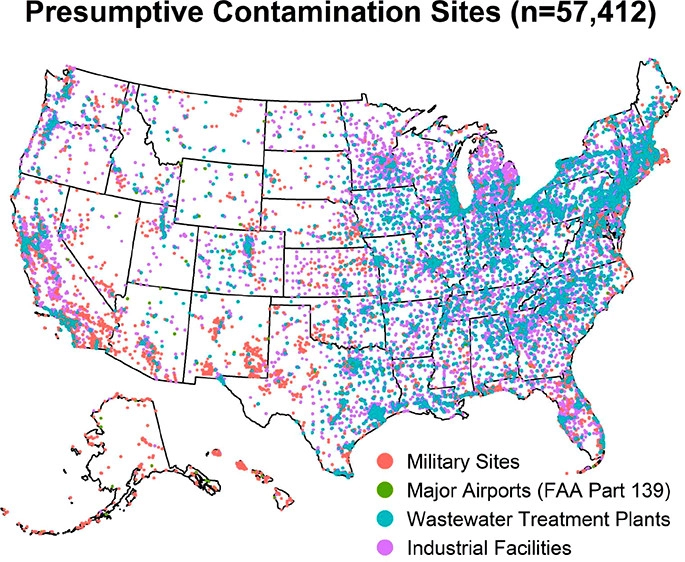 Presumptive Contamination Sites (n=57,412)
Military Sites
Major Airports (FAA Part 139)
Wastewater Treatment Plants
Industrial Facilities